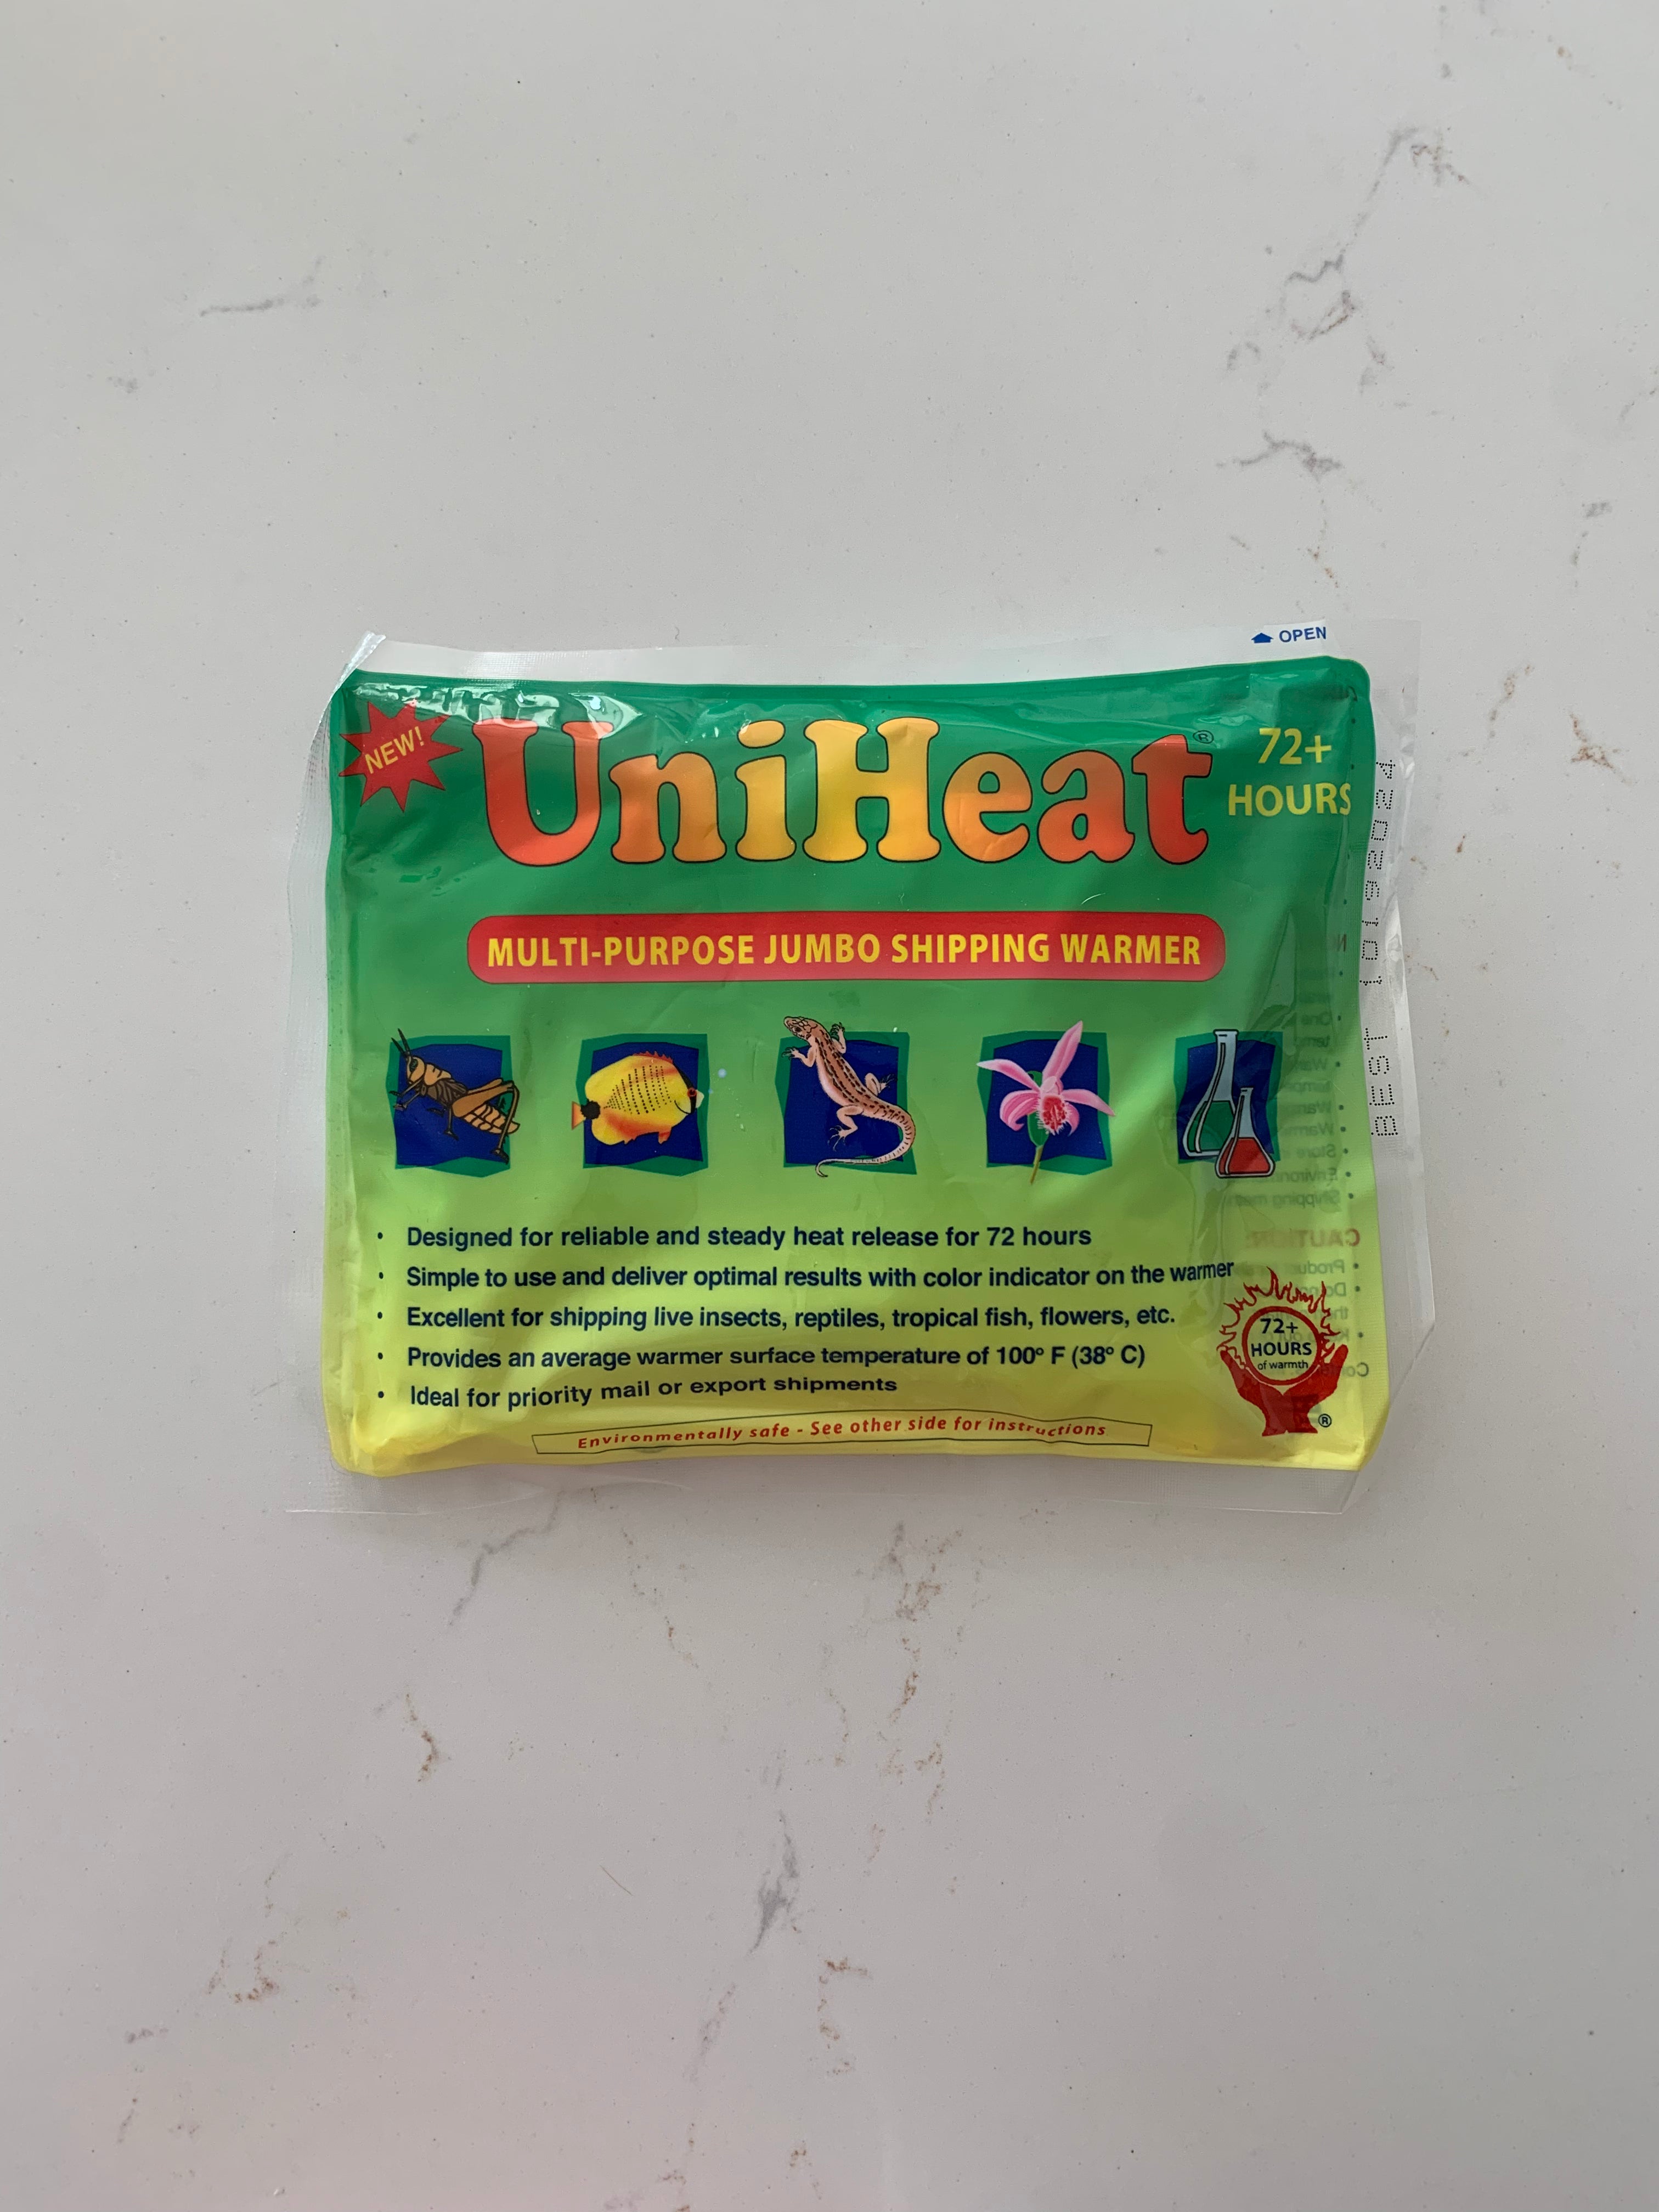 OPEN
NEW!
UniHeat®
72+
HOURS
MULTI-PURPOSE JUMBO SHIPPING WARMER
• Designed for reliable and steady heat release for 72 hours
• Simple to use and deliver optimal results with color indicator on the warmer
• Excellent for shipping live insects, reptiles, tropical fish, flowers, etc.
• Provides an average warmer surface temperature of 100° F (38° C)
• Ideal for priority mail or export shipments
72+
HOURS
of warmth
®
Environmentally safe - See other side for instructions
BEST
CAUTION: